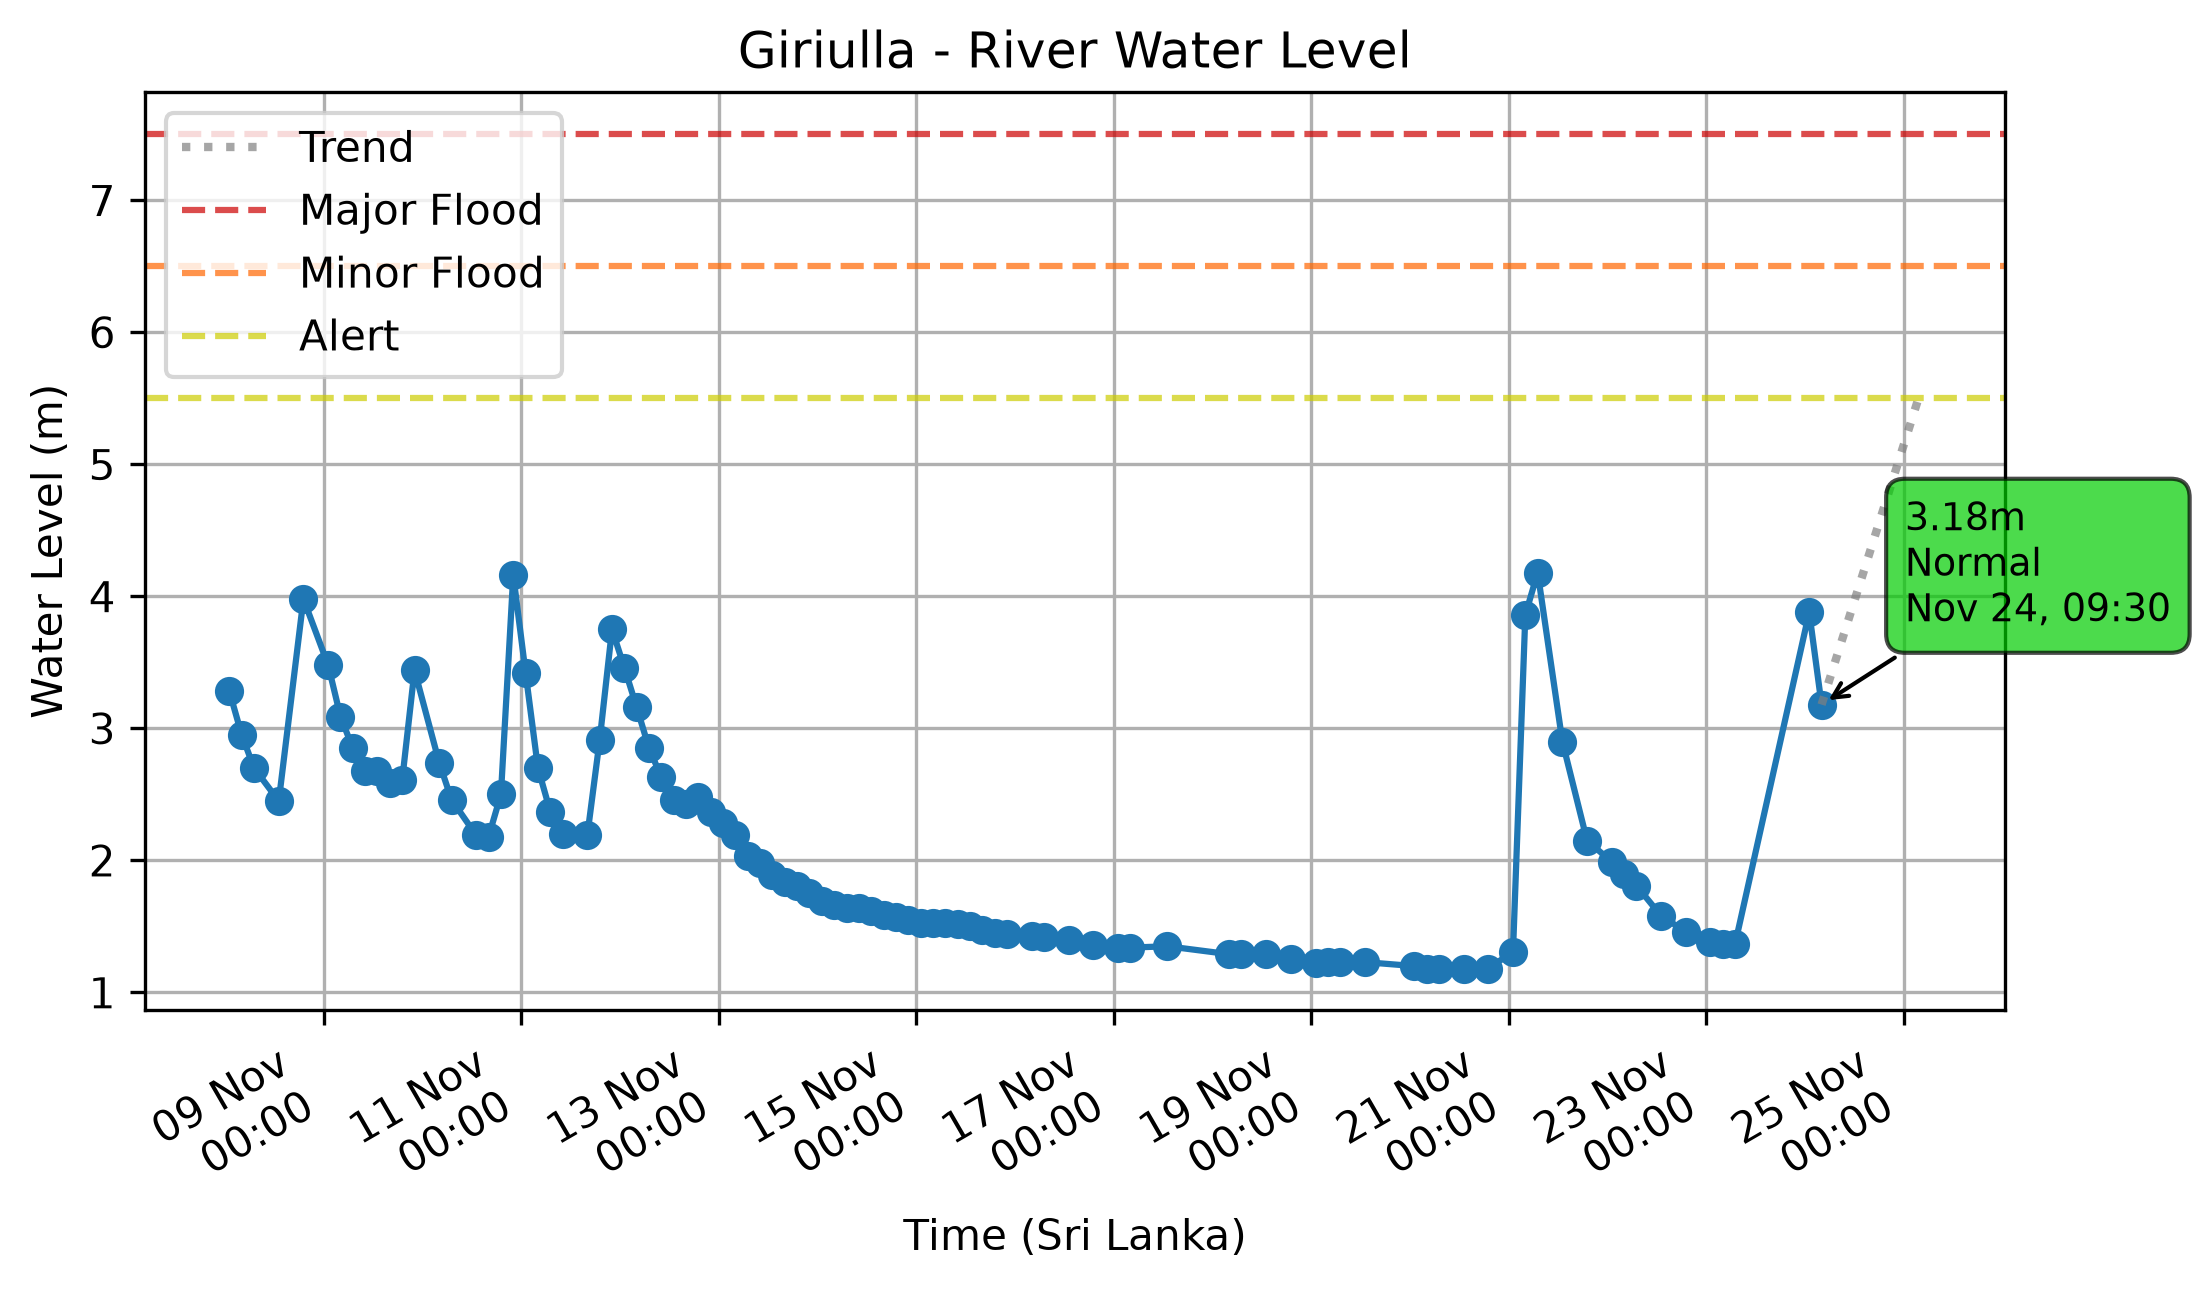 Giriulla - River Water Level
Trend
Major Flood
Minor Flood
Alert
7
6
5
4
3
2
1
Water Level (m)
3.18m
Normal
Nov 24, 09:30
09 Nov
00:00
11 Nov
00:00
13 Nov
00:00
15 Nov
00:00
17 Nov
00:00
19 Nov
00:00
21 Nov
00:00
23 Nov
00:00
25 Nov
00:00
Time (Sri Lanka)